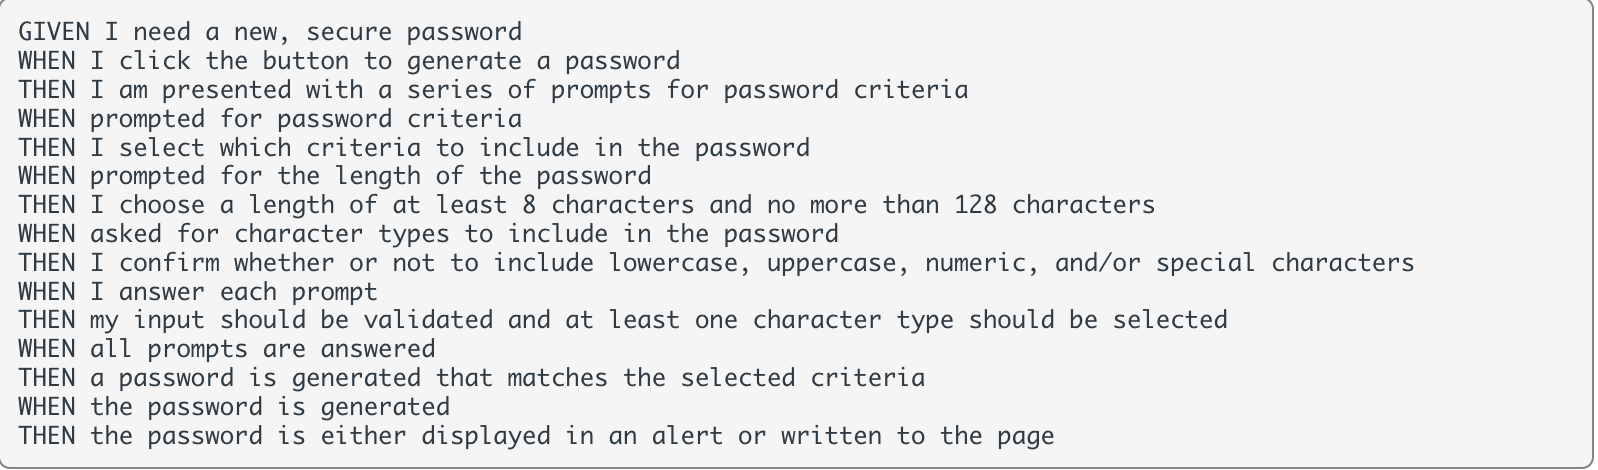 GIVEN I need a new, secure password
WHEN I click the button to generate a password
THEN I am presented with a series of prompts for password criteria
WHEN prompted for password criteria
THEN I select which criteria to include in the password
WHEN prompted for the length of the password
THEN I choose a length of at least 8 characters and no more than 128 characters
WHEN asked for character types to include in the password
THEN I confirm whether or not to include lowercase, uppercase, numeric, and/or special characters
WHEN I answer each prompt
THEN my input should be validated and at least one character type should be selected
WHEN all prompts are answered
THEN a password is generated that matches the selected criteria
WHEN the password is generated
THEN the password is either displayed in an alert or written to the page